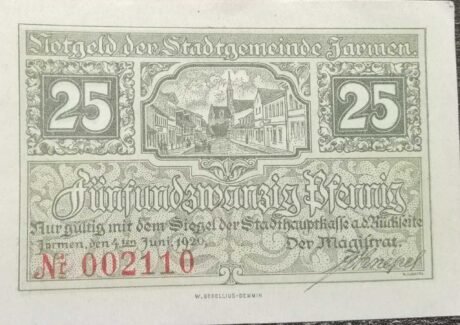 Notgeld der Stadtgemeinde Jarmen.
25 25
Fünfundzwanzig Pfennig
Nur gültig mit dem Siegel der Stadthauptkasse a.d. Rückseite
Jarmen, den 4ten Juni 1920. Der Magistrat.
№ 002110
W. GESELLIUS-DEMMIN